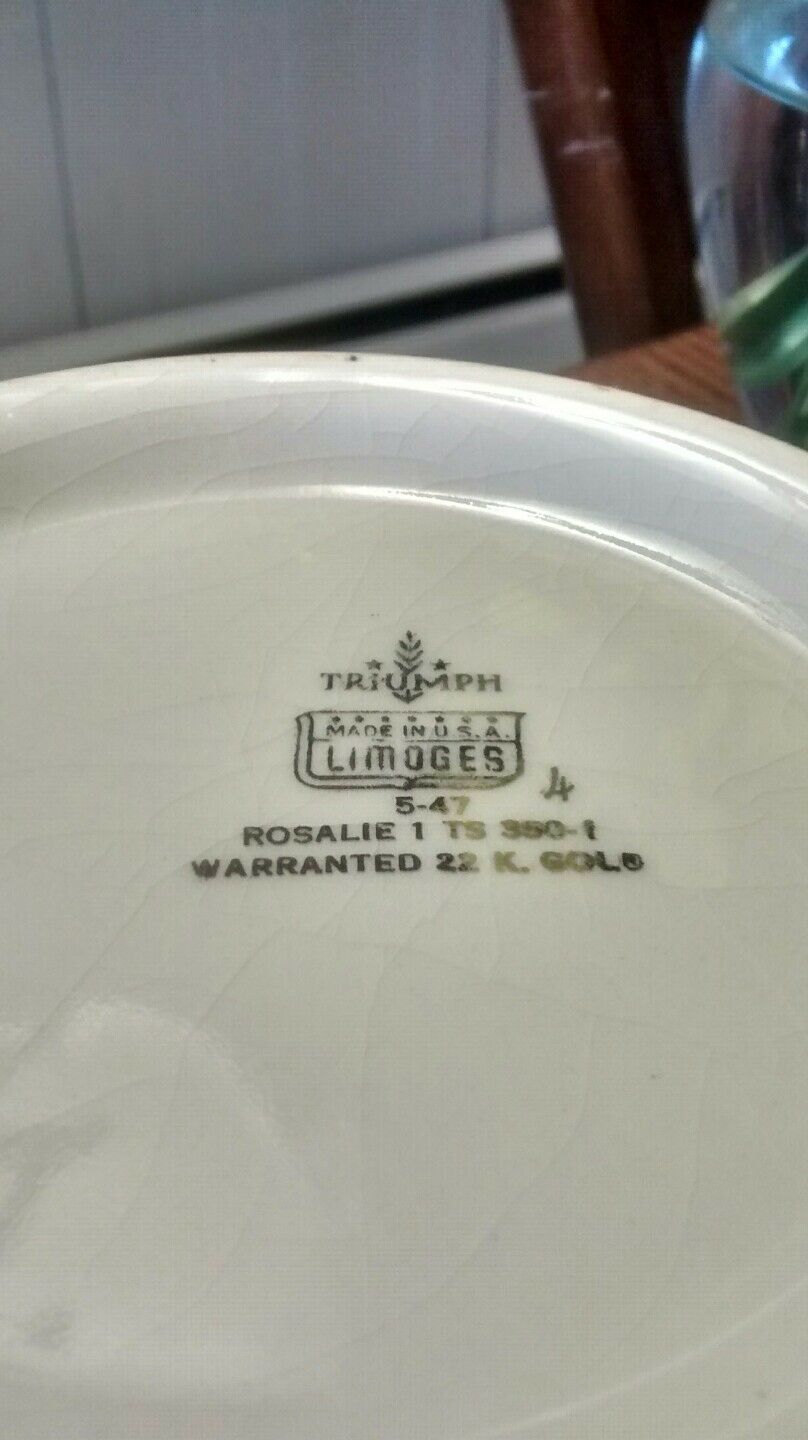 TRIUMPH
MADE IN U.S.A.
LIMOGES
5-47 4
ROSALIE 1 TS 350-1
WARRANTED 22 K. GOLD